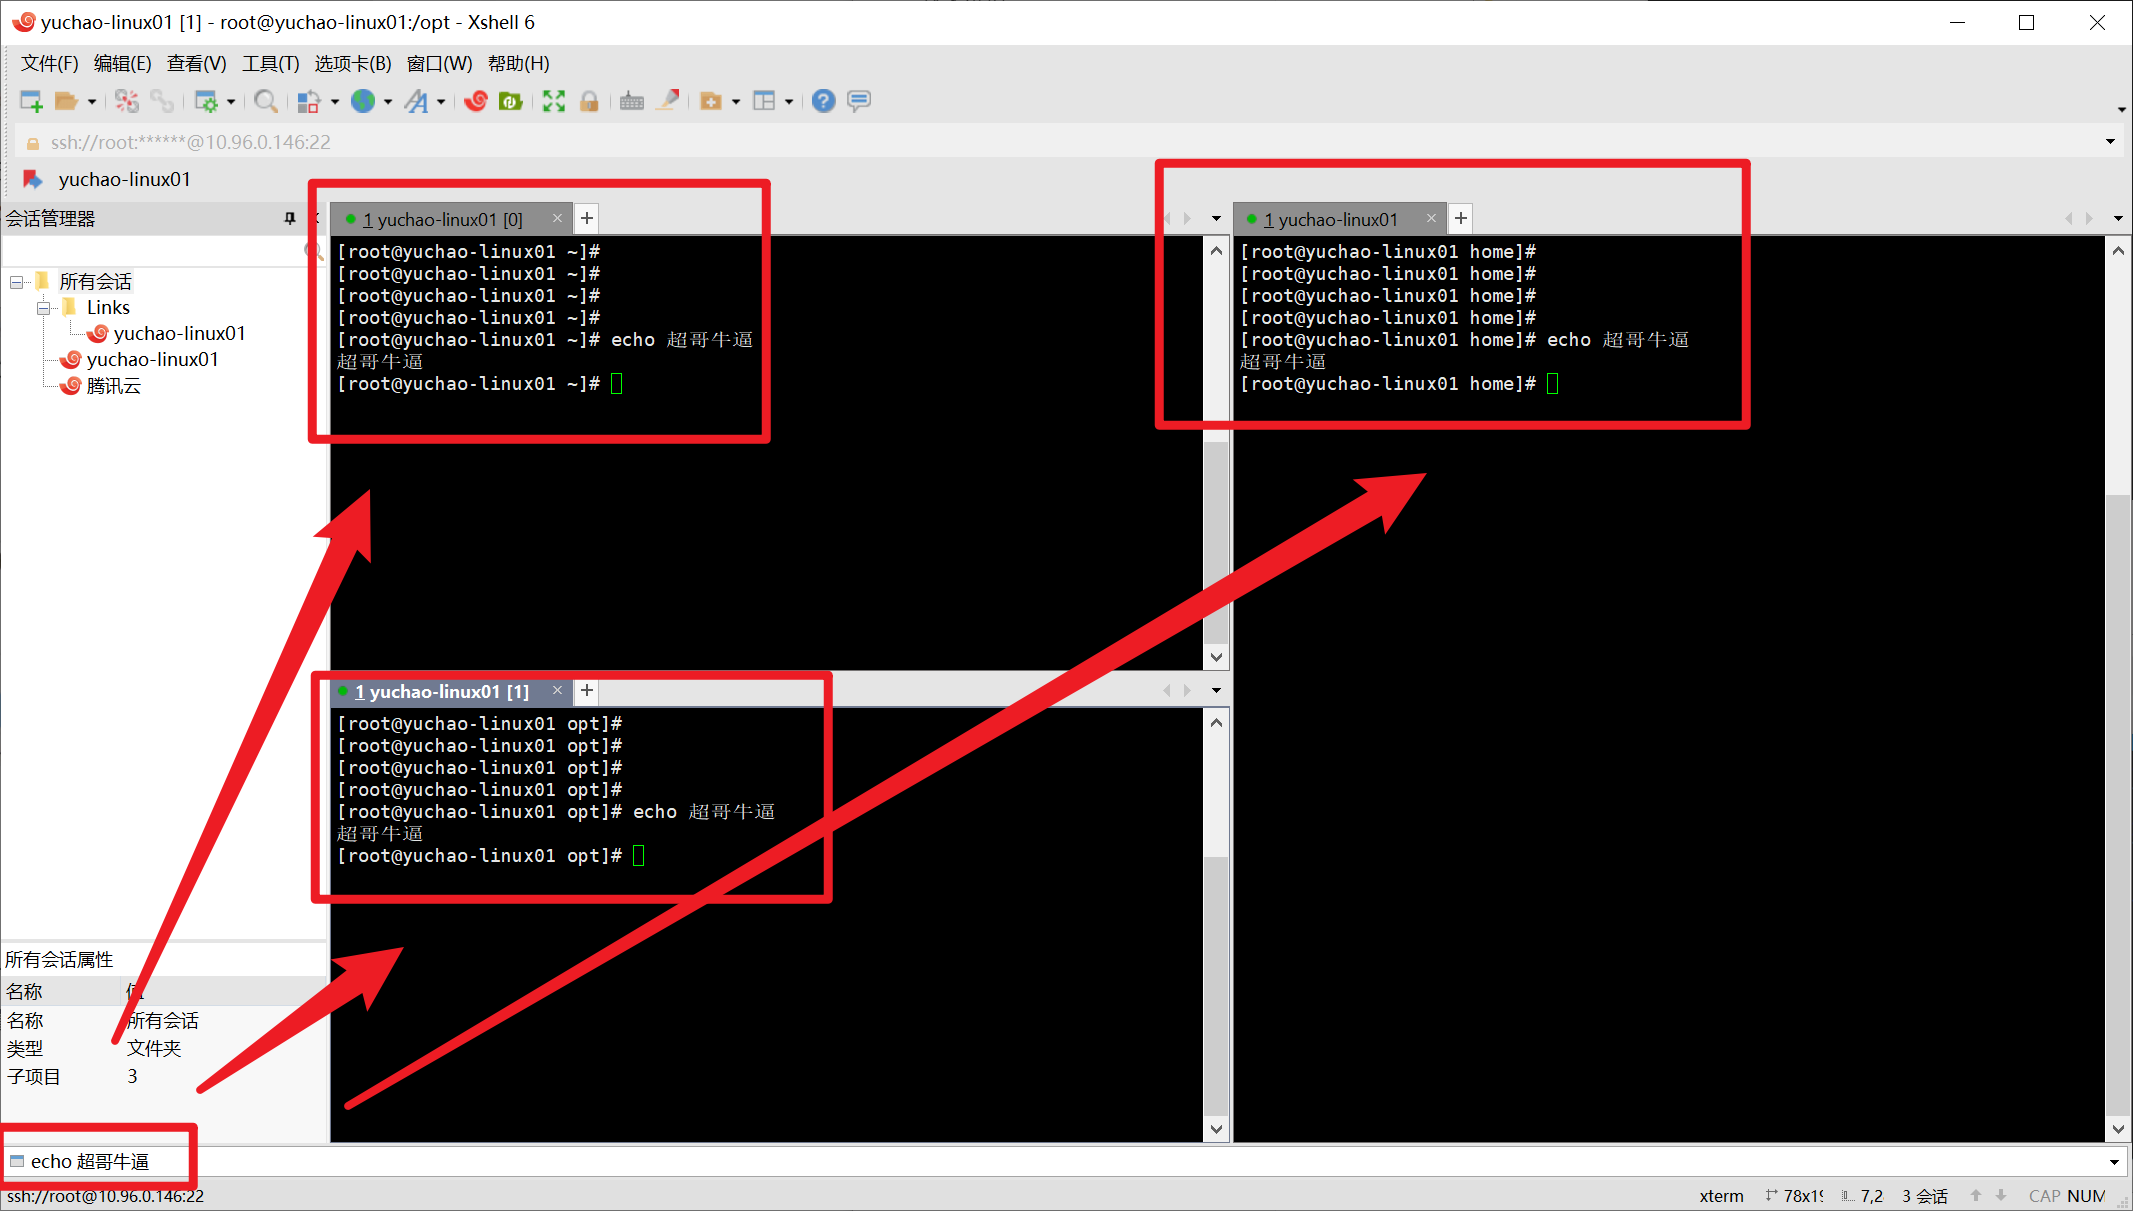 yuchao-linux01 [1] - root@yuchao-linux01:/opt - Xshell 6
文件(F) 编辑(E) 查看(V) 工具(T) 选项卡(B) 窗口(W) 帮助(H)
ssh://root:******@10.96.0.146:22
yuchao-linux01
会话管理器
所有会话
Links
yuchao-linux01
yuchao-linux01
腾讯云
1 yuchao-linux01 [0]
[root@yuchao-linux01 ~]#
[root@yuchao-linux01 ~]#
[root@yuchao-linux01 ~]#
[root@yuchao-linux01 ~]#
[root@yuchao-linux01 ~]# echo 超哥牛逼
超哥牛逼
[root@yuchao-linux01 ~]#
1 yuchao-linux01
[root@yuchao-linux01 home]#
[root@yuchao-linux01 home]#
[root@yuchao-linux01 home]#
[root@yuchao-linux01 home]#
[root@yuchao-linux01 home]# echo 超哥牛逼
超哥牛逼
[root@yuchao-linux01 home]#
1 yuchao-linux01 [1]
[root@yuchao-linux01 opt]#
[root@yuchao-linux01 opt]#
[root@yuchao-linux01 opt]#
[root@yuchao-linux01 opt]#
[root@yuchao-linux01 opt]# echo 超哥牛逼
超哥牛逼
[root@yuchao-linux01 opt]#
所有会话属性
名称 值
名称 所有会话
类型 文件夹
子项目 3
echo 超哥牛逼
ssh://root@10.96.0.146:22
xterm 78x19 7,2 3 会话 CAP NUM